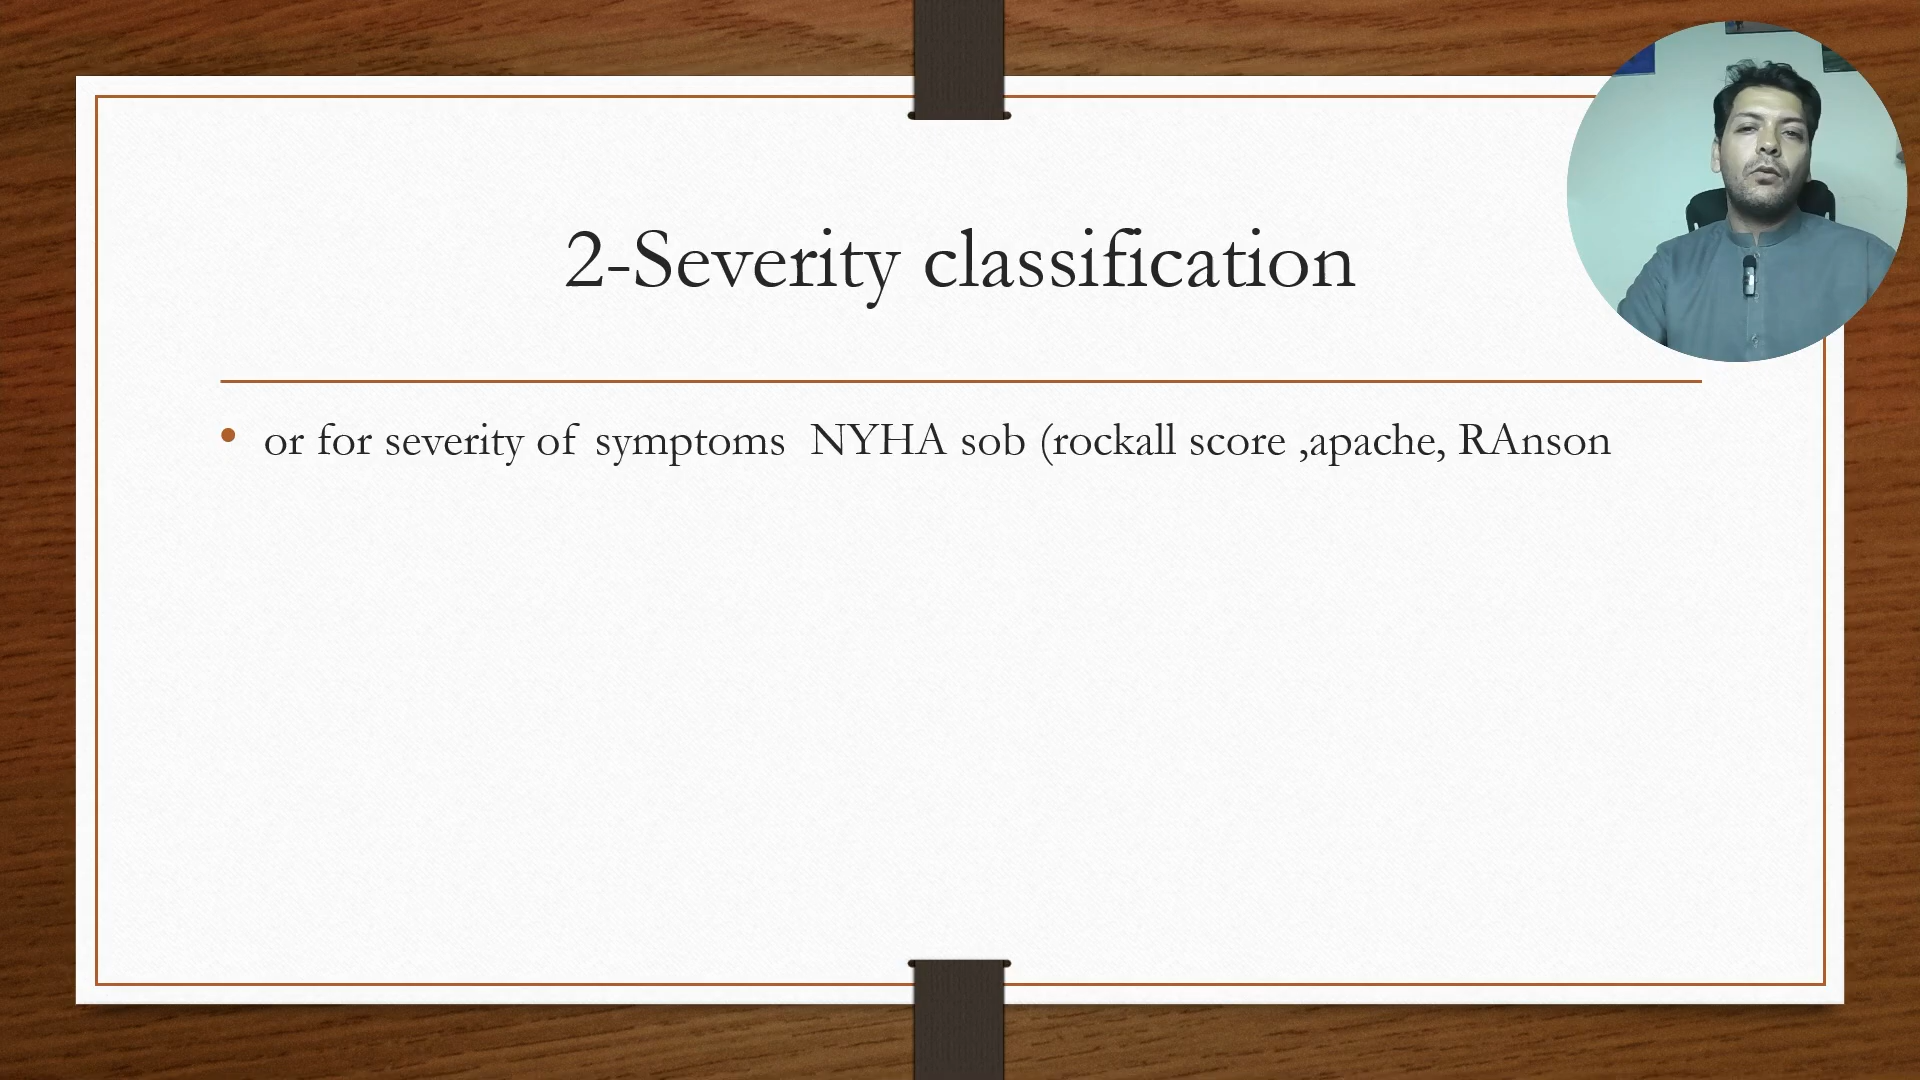 2-Severity classification
• or for severity of symptoms  NYHA sob (rockall score ,apache, RAnson